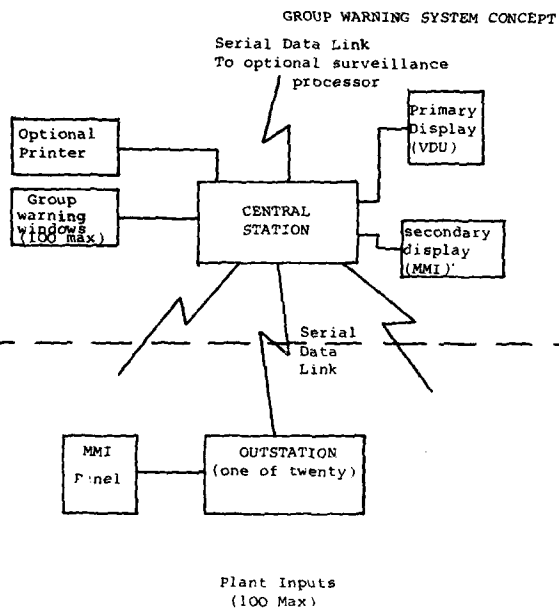 GROUP WARNING SYSTEM CONCEPT
Serial Data Link
To optional surveillance
processor
Optional
Printer
Primary
Display
(VDU)
Group
warning
windows
(100 max)
CENTRAL
STATION
secondary
display
(MMI)
Serial
Data
Link
MMI
Panel
OUTSTATION
(one of twenty)
Plant Inputs
(100 Max)